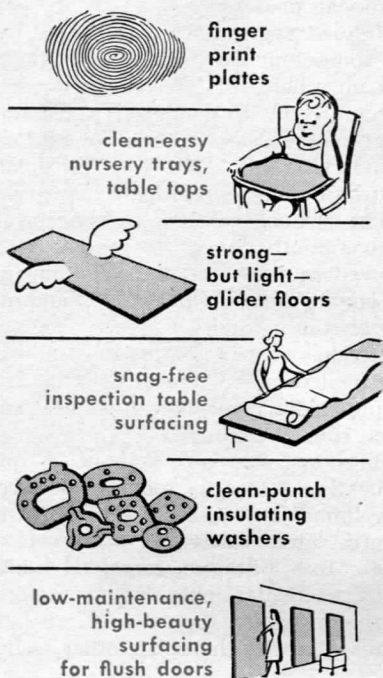 finger
print
plates
clean-easy
nursery trays,
table tops
strong—
but light—
glider floors
snag-free
inspection table
surfacing
clean-punch
insulating
washers
low-maintenance,
high-beauty
surfacing
for flush doors